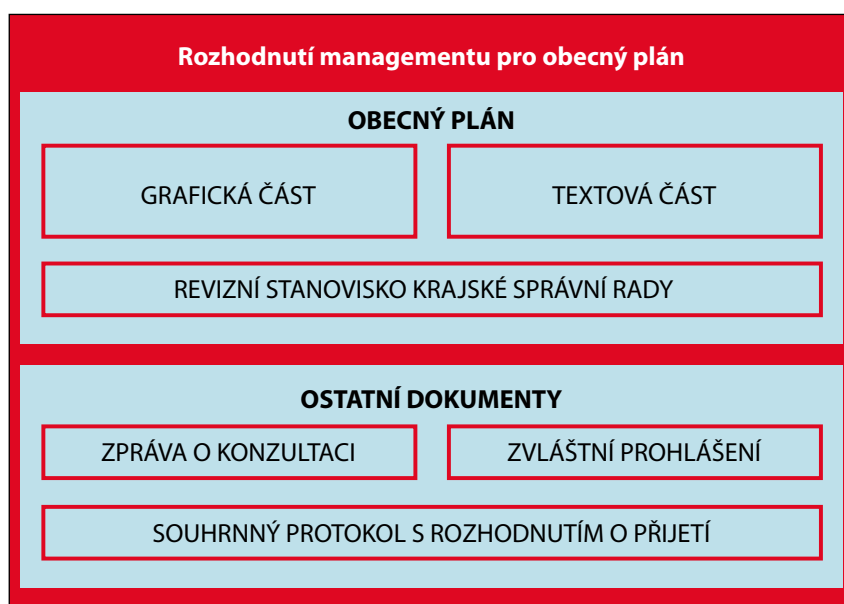 Rozhodnutí managementu pro obecný plán
OBECNÝ PLÁN
GRAFICKÁ ČÁST
TEXTOVÁ ČÁST
REVIZNÍ STANOVISKO KRAJSKÉ SPRÁVNÍ RADY
OSTATNÍ DOKUMENTY
ZPRÁVA O KONZULTACI
ZVLÁŠTNÍ PROHLÁŠENÍ
SOUHRNNÝ PROTOKOL S ROZHODNUTÍM O PŘIJETÍ